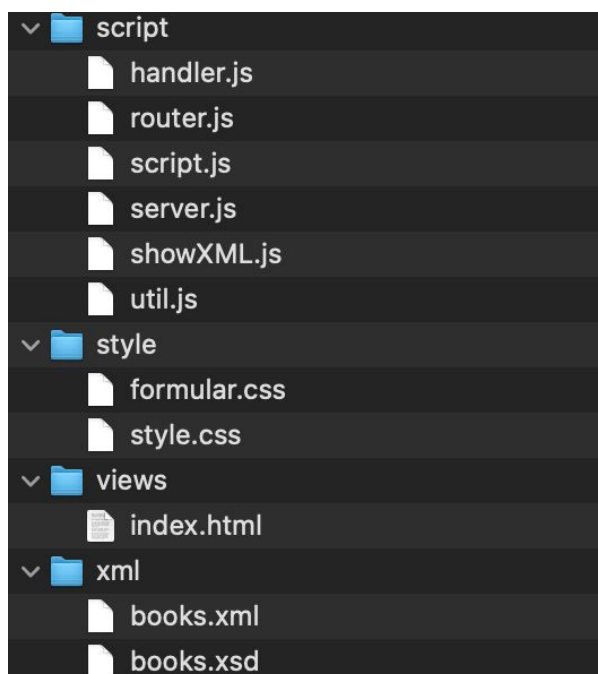 script
handler.js
router.js
script.js
server.js
showXML.js
util.js
style
formular.css
style.css
views
index.html
xml
books.xml
books.xsd